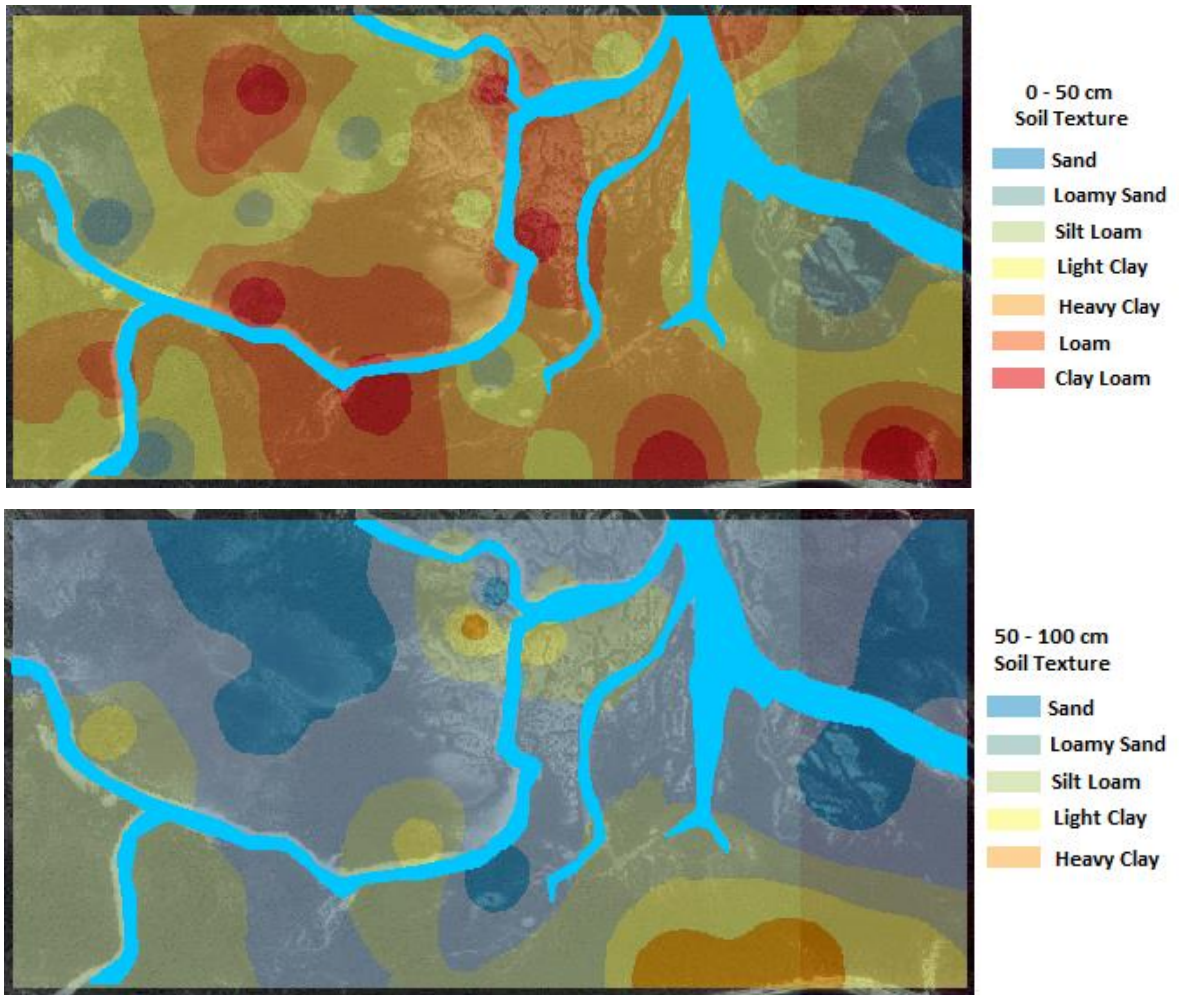 0 - 50 cm
Soil Texture
Sand
Loamy Sand
Silt Loam
Light Clay
Heavy Clay
Loam
Clay Loam
50 - 100 cm
Soil Texture
Sand
Loamy Sand
Silt Loam
Light Clay
Heavy Clay